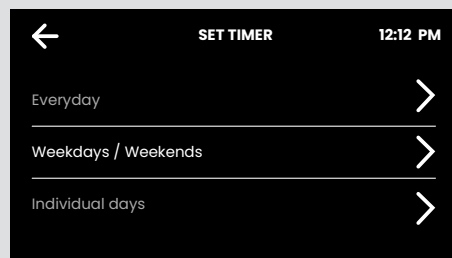 SET TIMER 12:12 PM
Everyday
Weekdays / Weekends
Individual days